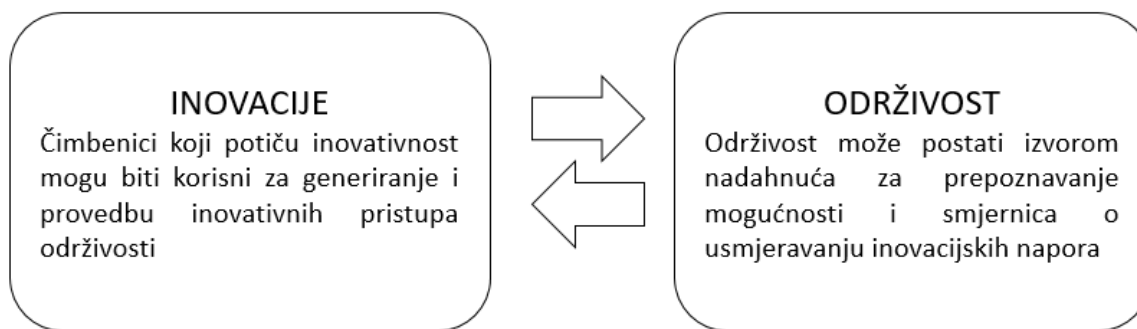 INOVACIJE
Čimbenici koji potiču inovativnost
mogu biti korisni za generiranje i
provedbu inovativnih pristupa
održivosti
ODRŽIVOST
Održivost može postati izvorom
nadahnuća za prepoznavanje
mogućnosti i smjernica o
usmjeravanju inovacijskih napora